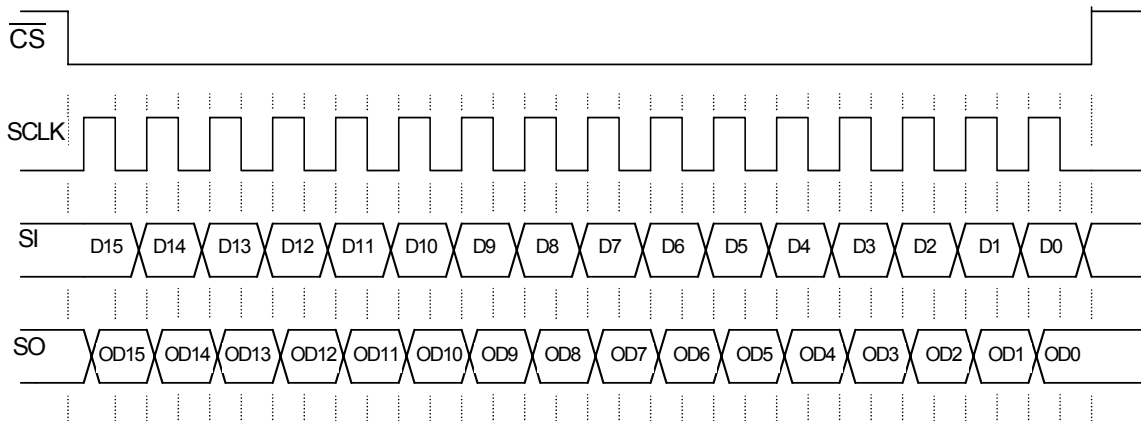 CS
SCLK
SI D15 D14 D13 D12 D11 D10 D9 D8 D7 D6 D5 D4 D3 D2 D1 D0
SO OD15 OD14 OD13 OD12 OD11 OD10 OD9 OD8 OD7 OD6 OD5 OD4 OD3 OD2 OD1 OD0